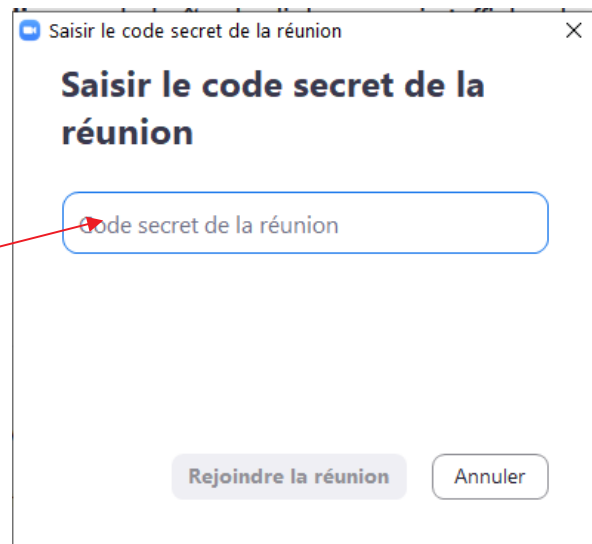 Saisir le code secret de la réunion
Saisir le code secret de la
réunion
Code secret de la réunion
Rejoindre la réunion
Annuler